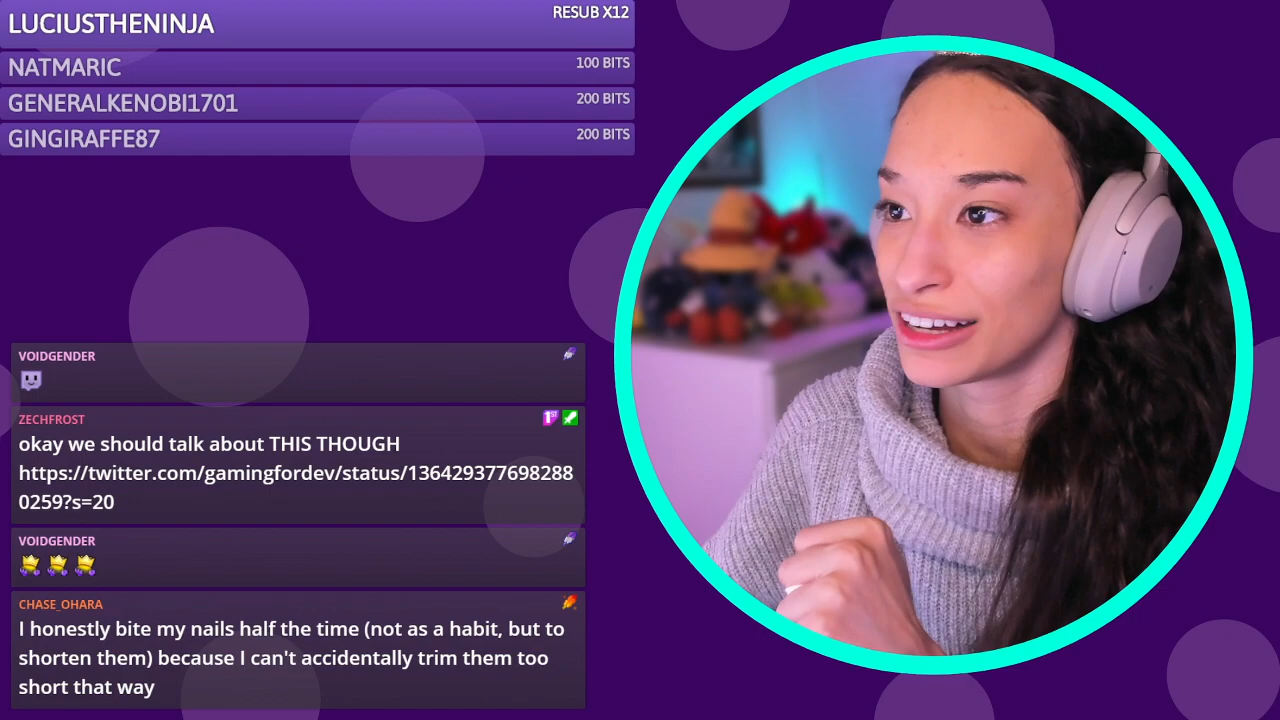 LUCIUSTHENINJA
RESUB X12
NATMARIC
100 BITS
GENERALKENOBI1701
200 BITS
GINGIRAFFE87
200 BITS
VOIDGENDER
ZECHFROST
1ST
okay we should talk about THIS THOUGH
https://twitter.com/gamingfordev/status/136429377698288
0259?s=20
VOIDGENDER
CHASE_OHARA
I honestly bite my nails half the time (not as a habit, but to
shorten them) because I can't accidentally trim them too
short that way